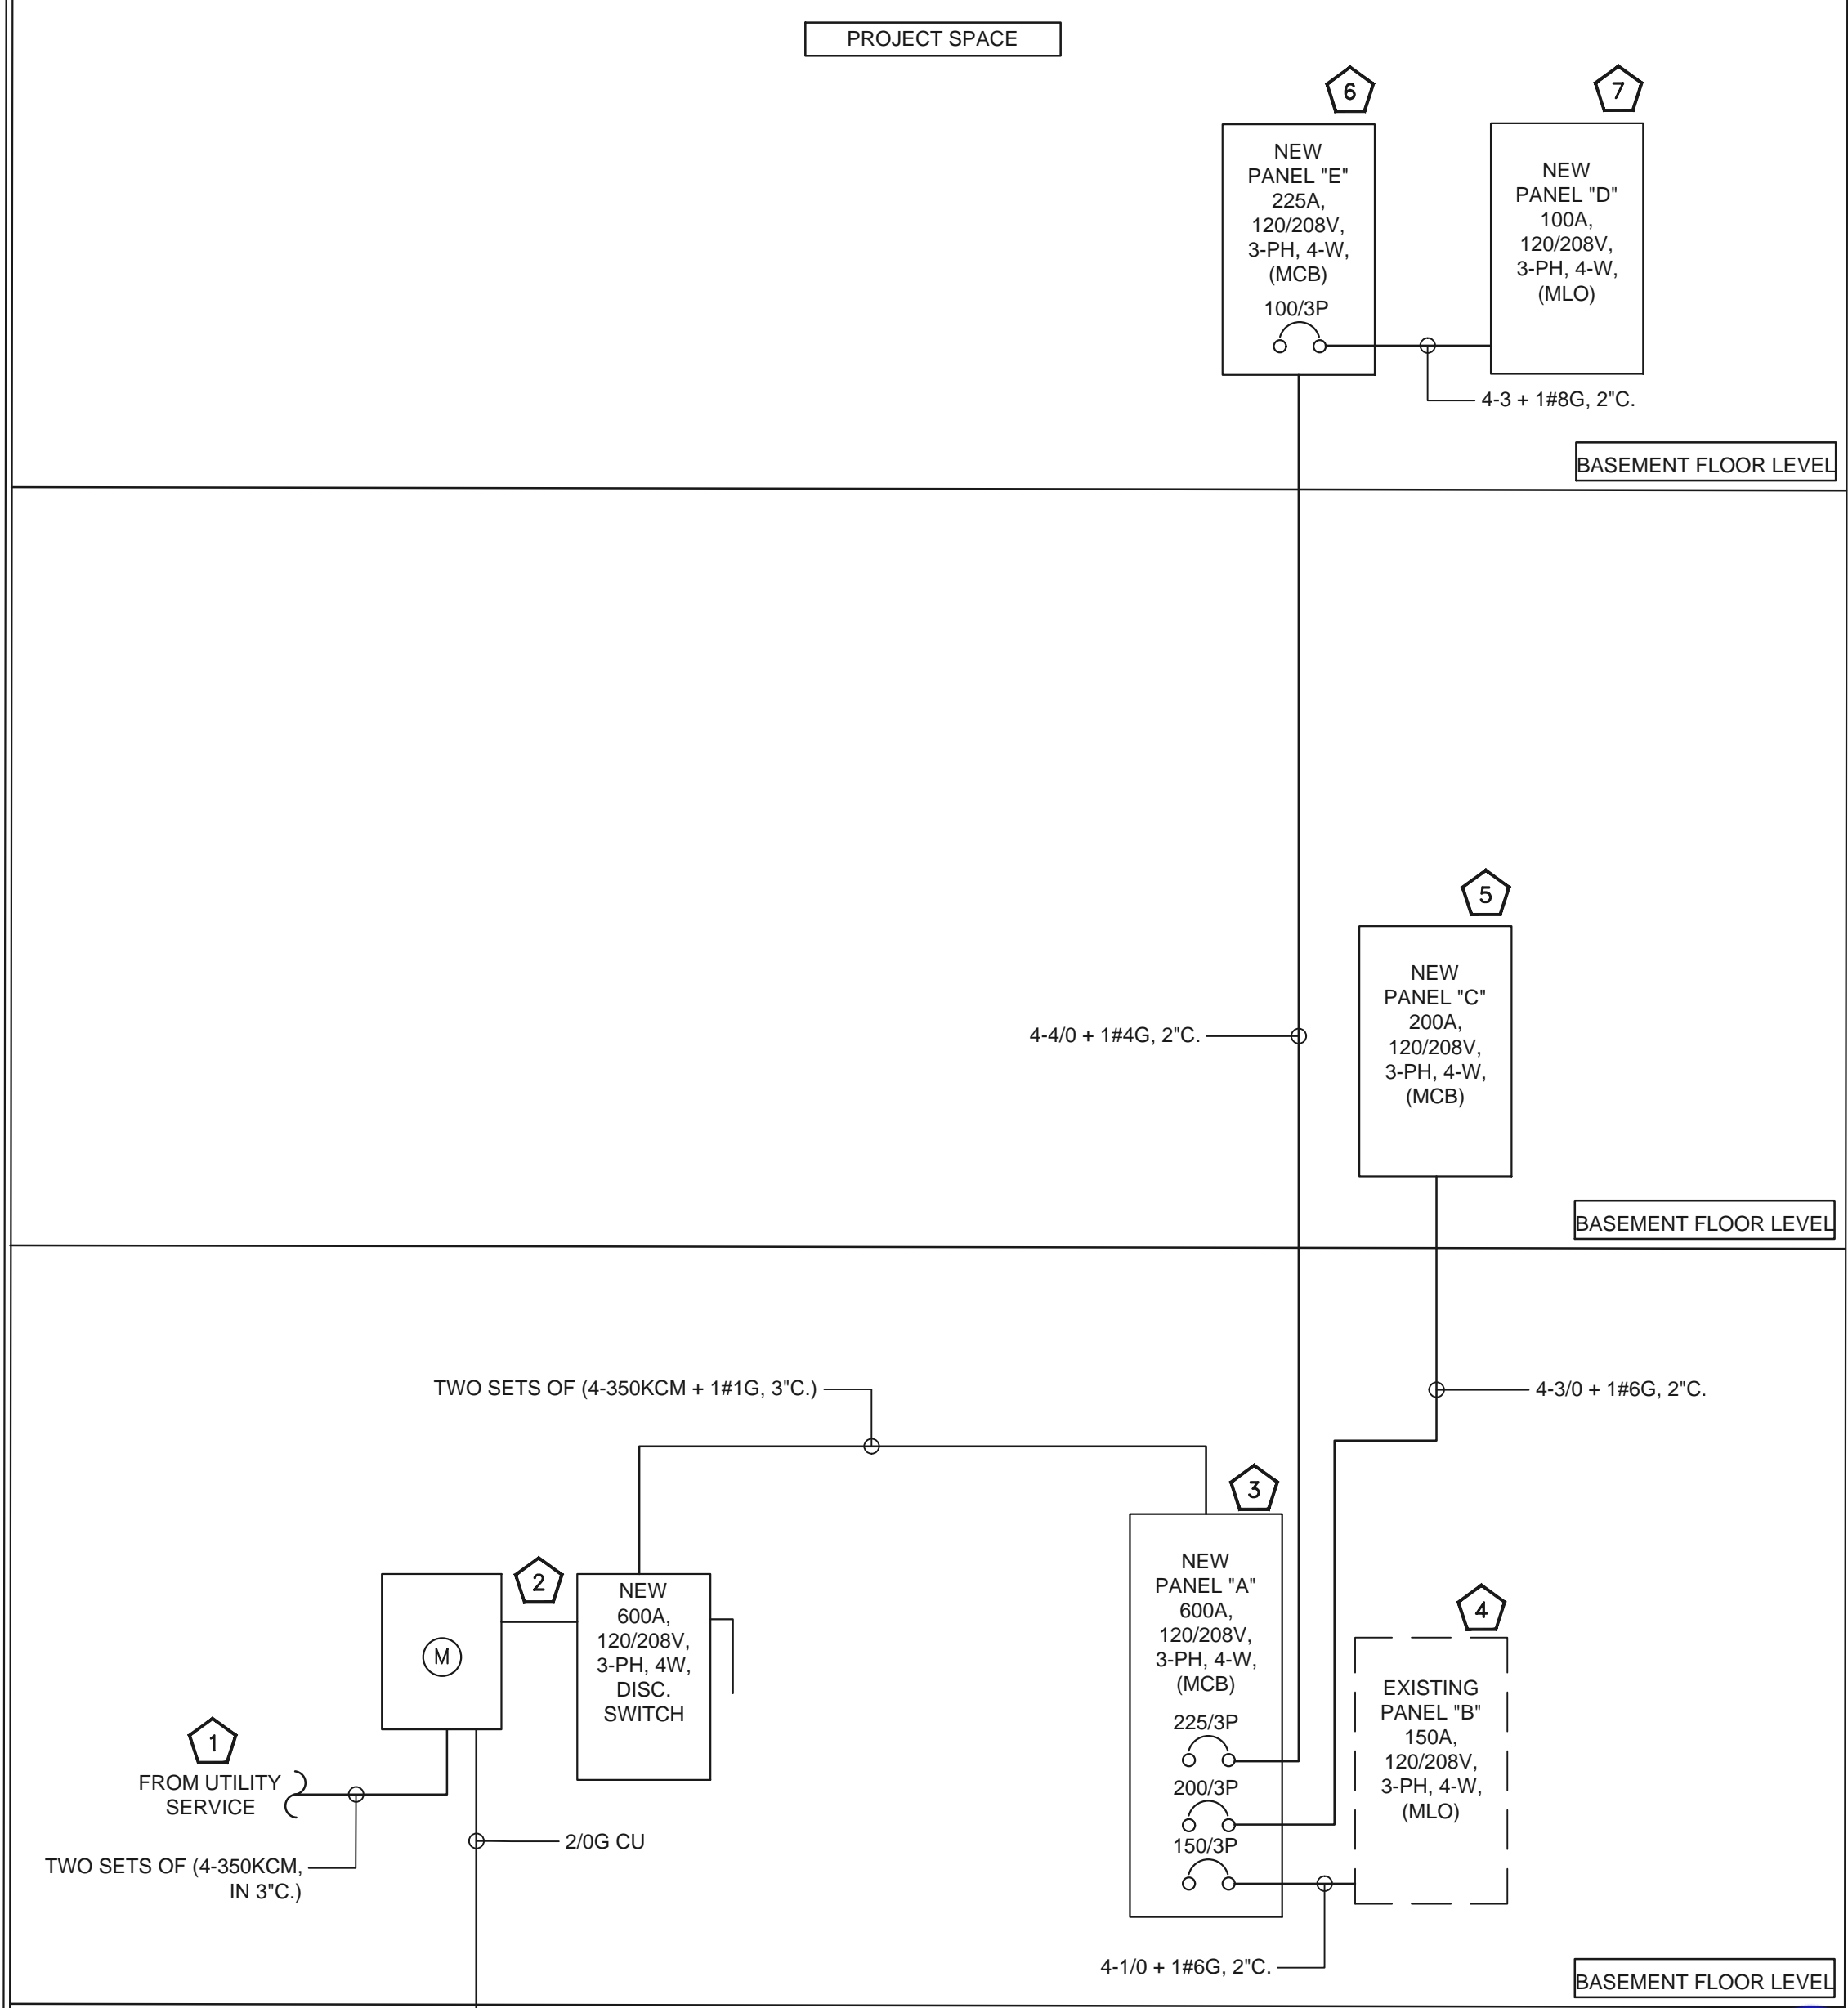 PROJECT SPACE
6
NEW
PANEL "E"
225A,
120/208V,
3-PH, 4-W,
(MCB)
100/3P
7
NEW
PANEL "D"
100A,
120/208V,
3-PH, 4-W,
(MLO)
4-3 + 1#8G, 2"C.
BASEMENT FLOOR LEVEL
5
NEW
PANEL "C"
200A,
120/208V,
3-PH, 4-W,
(MCB)
4-4/0 + 1#4G, 2"C.
BASEMENT FLOOR LEVEL
TWO SETS OF (4-350KCM + 1#1G, 3"C.)
4-3/0 + 1#6G, 2"C.
M
2
NEW
600A,
120/208V,
3-PH, 4W,
DISC.
SWITCH
3
NEW
PANEL "A"
600A,
120/208V,
3-PH, 4-W,
(MCB)
225/3P
200/3P
150/3P
4
EXISTING
PANEL "B"
150A,
120/208V,
3-PH, 4-W,
(MLO)
1
FROM UTILITY
SERVICE
2/0G CU
TWO SETS OF (4-350KCM,
IN 3"C.)
4-1/0 + 1#6G, 2"C.
BASEMENT FLOOR LEVEL